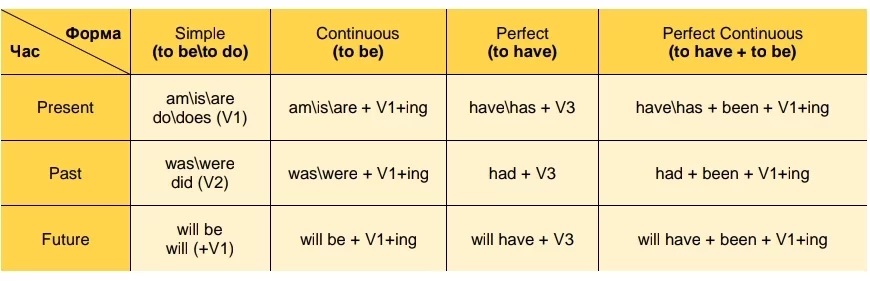 Форма
Час
Simple
(to be\to do)
Continuous
(to be)
Perfect
(to have)
Perfect Continuous
(to have + to be)
Present
am\is\are
do\does (V1)
am\is\are + V1+ing
have\has + V3
have\has + been + V1+ing
Past
was\were
did (V2)
was\were + V1+ing
had + V3
had + been + V1+ing
Future
will be
will (+V1)
will be + V1+ing
will have + V3
will have + been + V1+ing